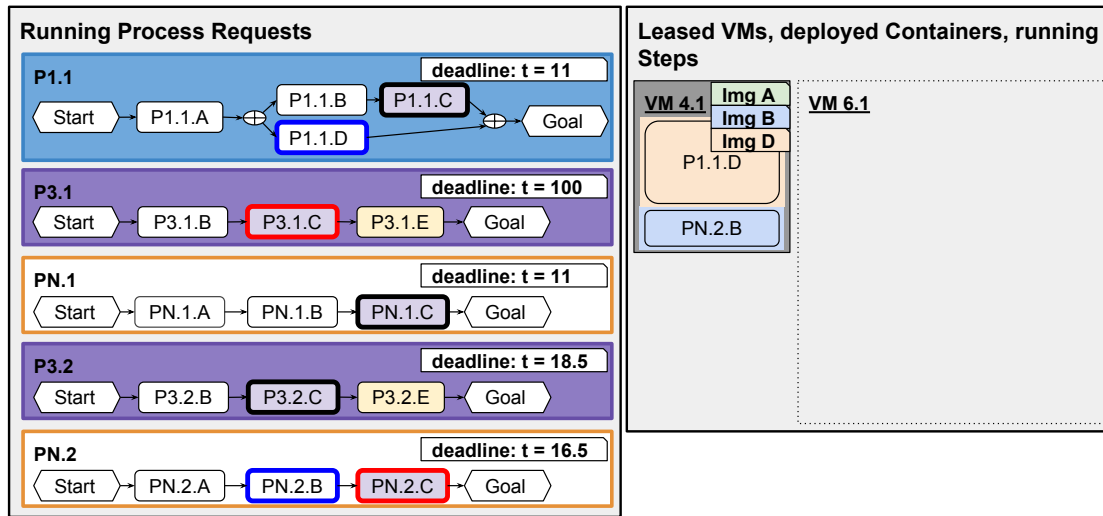 Running Process Requests
P1.1
deadline: t = 11
Start
P1.1.A
P1.1.B
P1.1.C
P1.1.D
Goal
P3.1
deadline: t = 100
Start
P3.1.B
P3.1.C
P3.1.E
Goal
PN.1
deadline: t = 11
Start
PN.1.A
PN.1.B
PN.1.C
Goal
P3.2
deadline: t = 18.5
Start
P3.2.B
P3.2.C
P3.2.E
Goal
PN.2
deadline: t = 16.5
Start
PN.2.A
PN.2.B
PN.2.C
Goal
Leased VMs, deployed Containers, running
Steps
VM 4.1
Img A
Img B
Img D
P1.1.D
PN.2.B
VM 6.1